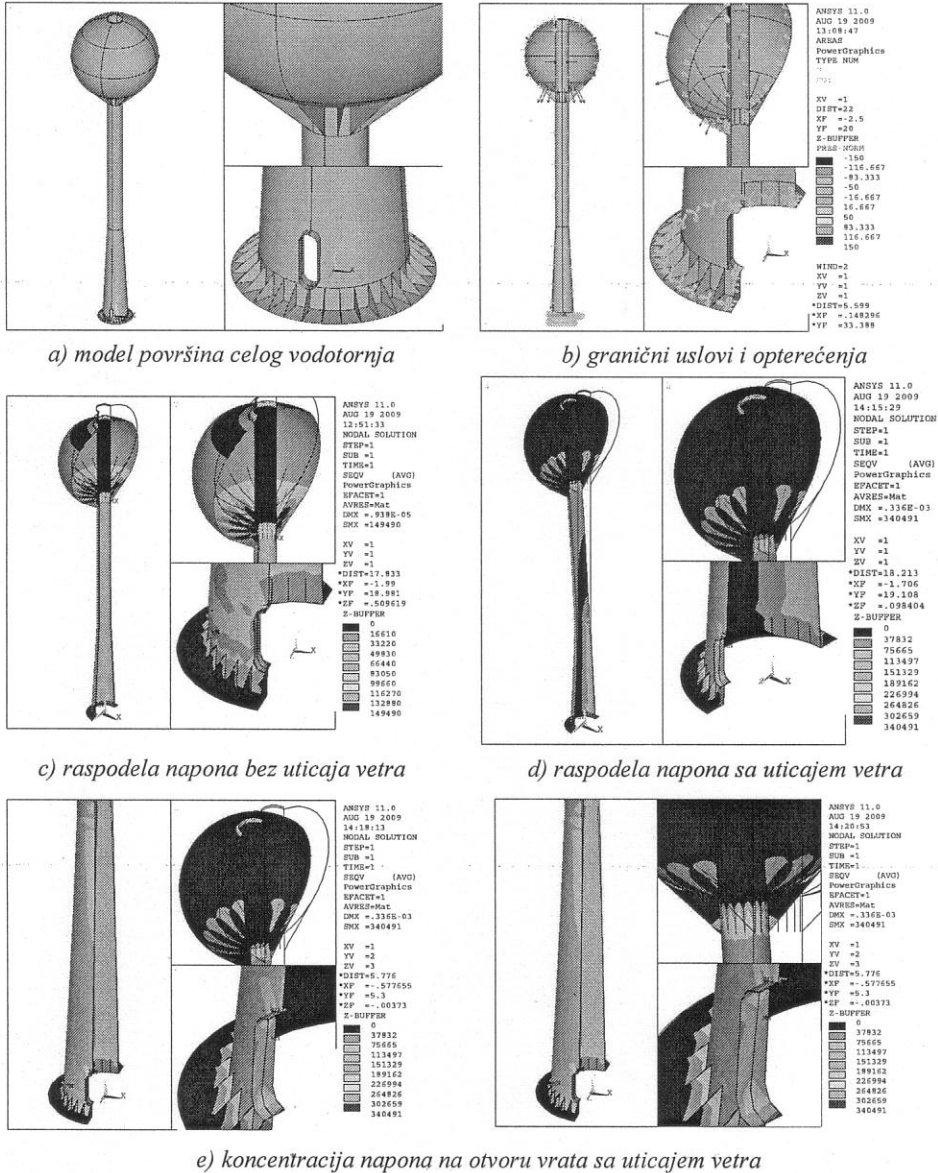 ANSYS 11.0
AUG 19 2009
13:08:47
AREAS
PowerGraphics
TYPE NUM
XV =1
DIST=22
XF =-2.5
YF =20
Z-BUFFER
PRES-NORM
-150
-116.667
-83.333
-50
-16.667
16.667
50
83.333
116.667
150
WIND=2
XV =1
YV =1
ZV =1
*DIST=5.599
*XF =.148296
*YF =33.388
a) model površina celog vodotornja
b) granični uslovi i opterećenja
ANSYS 11.0
AUG 19 2009
12:51:33
NODAL SOLUTION
STEP=1
SUB =1
TIME=1
SEQV (AVG)
PowerGraphics
EFACET=1
AVRES=Mat
DMX =.938E-05
SMX =149490
XV =1
YV =1
ZV =1
*DIST=17.833
*XF =-1.99
*YF =18.981
*ZF =.509619
Z-BUFFER
0
16610
33220
49830
66440
83050
99660
116270
132880
149490
ANSYS 11.0
AUG 19 2009
14:15:29
NODAL SOLUTION
STEP=1
SUB =1
TIME=1
SEQV (AVG)
PowerGraphics
EFACET=1
AVRES=Mat
DMX =.336E-03
SMX =340491
XV =1
YV =1
ZV =1
*DIST=18.213
*XF =-1.706
*YF =19.108
*ZF =.098404
Z-BUFFER
0
37832
75665
113497
151329
189162
226994
264826
302659
340491
c) raspodela napona bez uticaja vetra
d) raspodela napona sa uticajem vetra
ANSYS 11.0
AUG 19 2009
14:18:13
NODAL SOLUTION
STEP=1
SUB =1
TIME=1
SEQV (AVG)
PowerGraphics
EFACET=1
AVRES=Mat
DMX =.336E-03
SMX =340491
XV =1
YV =2
ZV =3
*DIST=5.776
*XF =-.577655
*YF =5.3
*ZF =-.00373
Z-BUFFER
0
37832
75665
113497
151329
189162
226994
264826
302659
340491
ANSYS 11.0
AUG 19 2009
14:20:53
NODAL SOLUTION
STEP=1
SUB =1
TIME=1
SEQV (AVG)
PowerGraphics
EFACET=1
AVRES=Mat
DMX =.336E-03
SMX =340491
XV =1
YV =2
ZV =3
*DIST=5.776
*XF =-.577655
*YF =5.3
*ZF =-.00373
Z-BUFFER
0
37832
75665
113497
151329
189162
226994
264826
302659
340491
e) koncentracija napona na otvoru vrata sa uticajem vetra